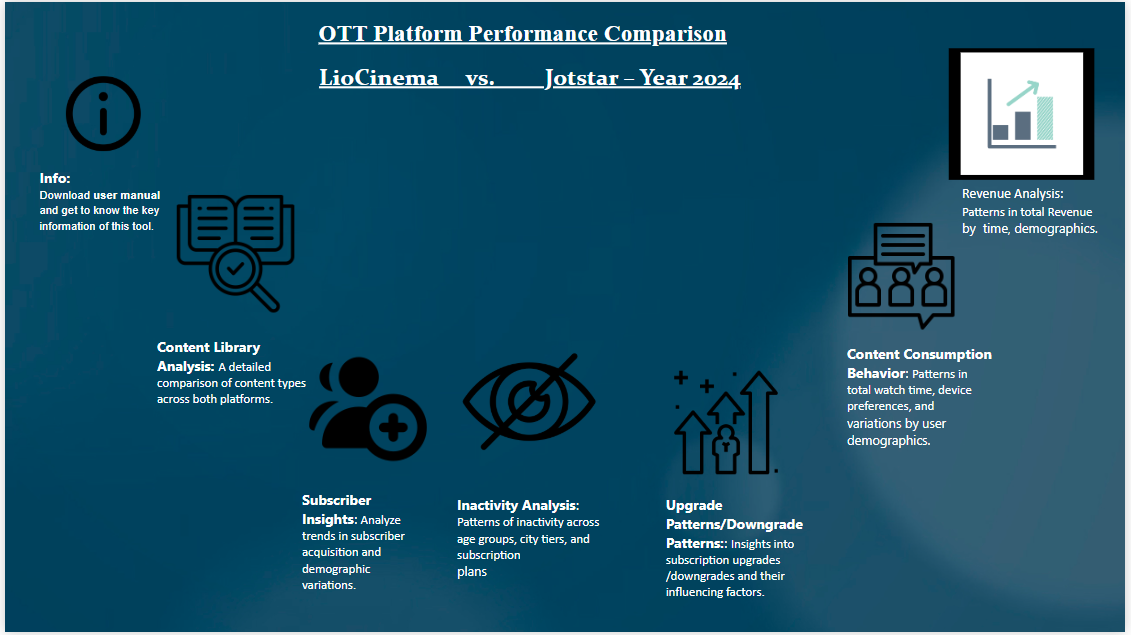 OTT Platform Performance Comparison
LioCinema vs. Jotstar – Year 2024
Info:
Download user manual
and get to know the key
information of this tool.
Content Library
Analysis: A detailed
comparison of content types
across both platforms.
Subscriber
Insights: Analyze
trends in subscriber
acquisition and
demographic
variations.
Inactivity Analysis:
Patterns of inactivity across
age groups, city tiers, and
subscription
plans
Upgrade
Patterns/Downgrade
Patterns:: Insights into
subscription upgrades
/downgrades and their
influencing factors.
Content Consumption
Behavior: Patterns in
total watch time, device
preferences, and
variations by user
demographics.
Revenue Analysis:
Patterns in total Revenue
by time, demographics.